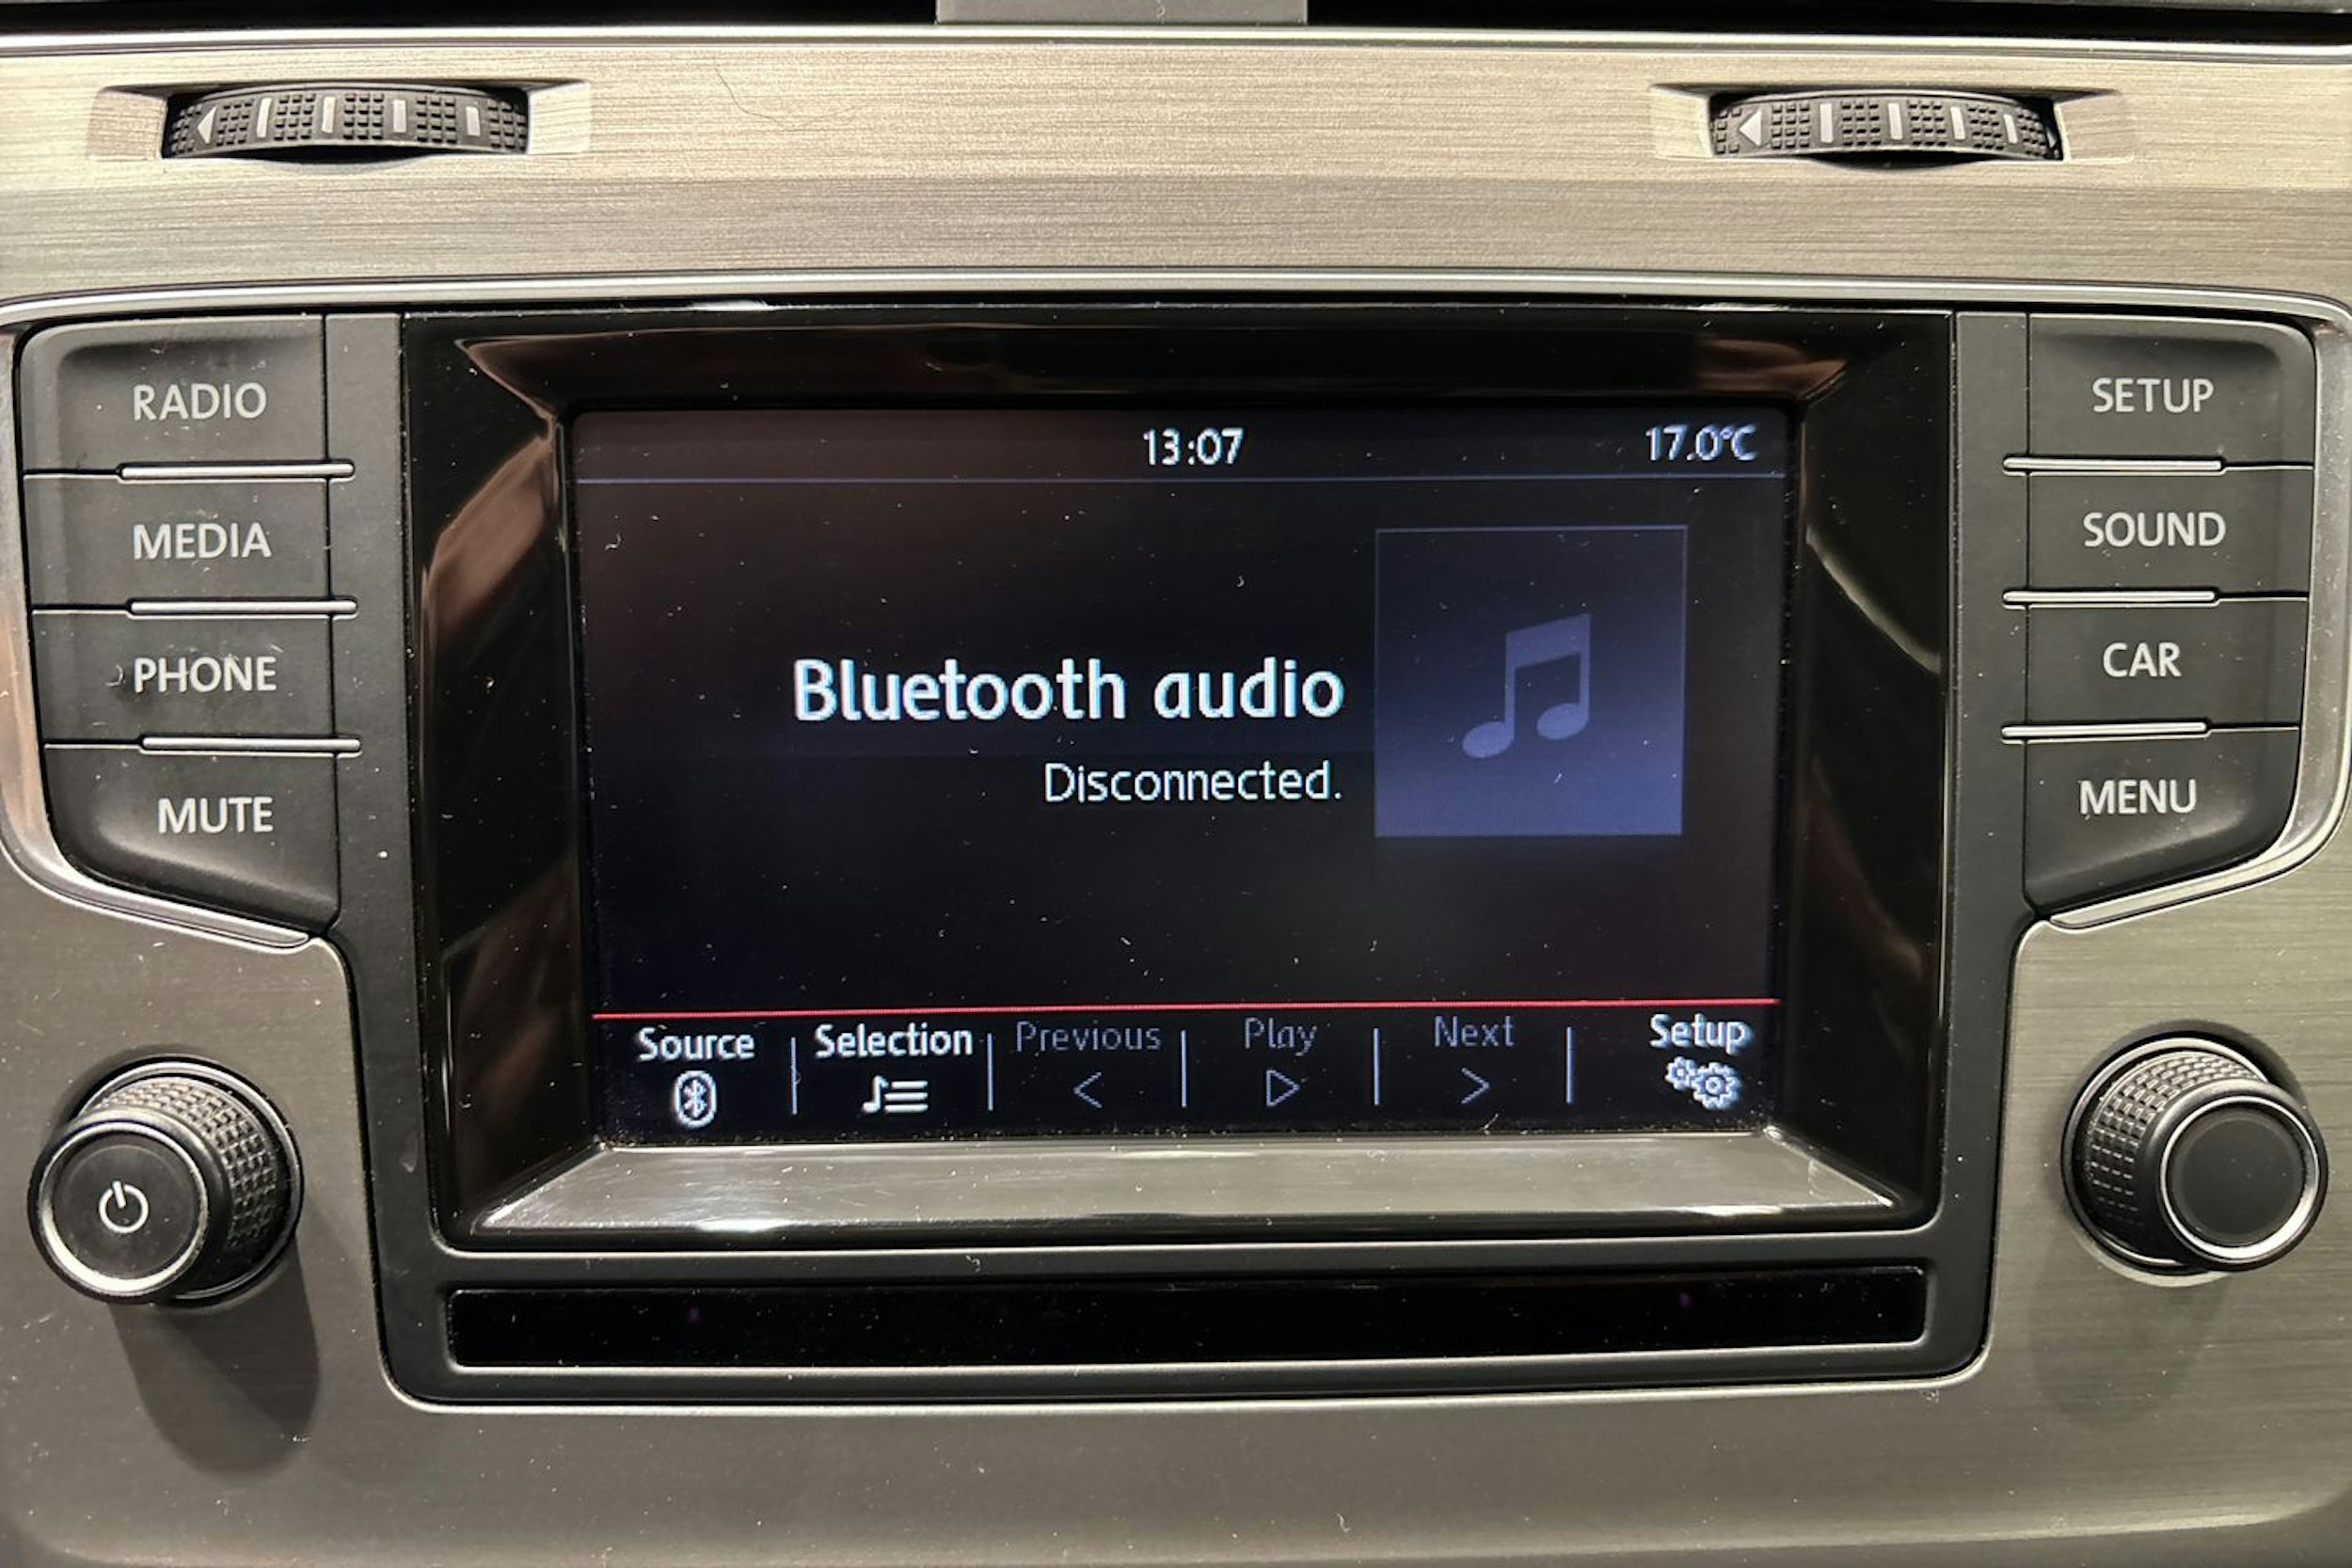 RADIO
MEDIA
PHONE
MUTE
13:07 17.0°C
Bluetooth audio
Disconnected.
Source Selection Previous Play Next Setup
SETUP
SOUND
CAR
MENU